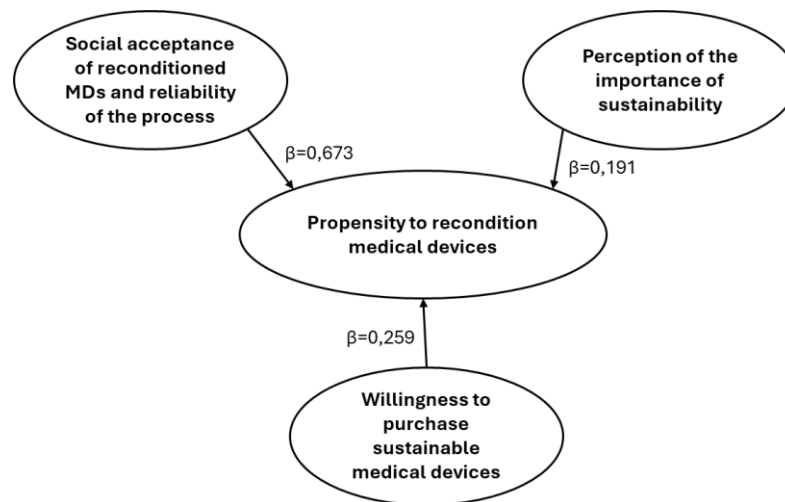 Social acceptance
of reconditioned
MDs and reliability
of the process
Perception of the
importance of
sustainability
β=0,673
β=0,191
Propensity to recondition
medical devices
β=0,259
Willingness to
purchase
sustainable
medical devices